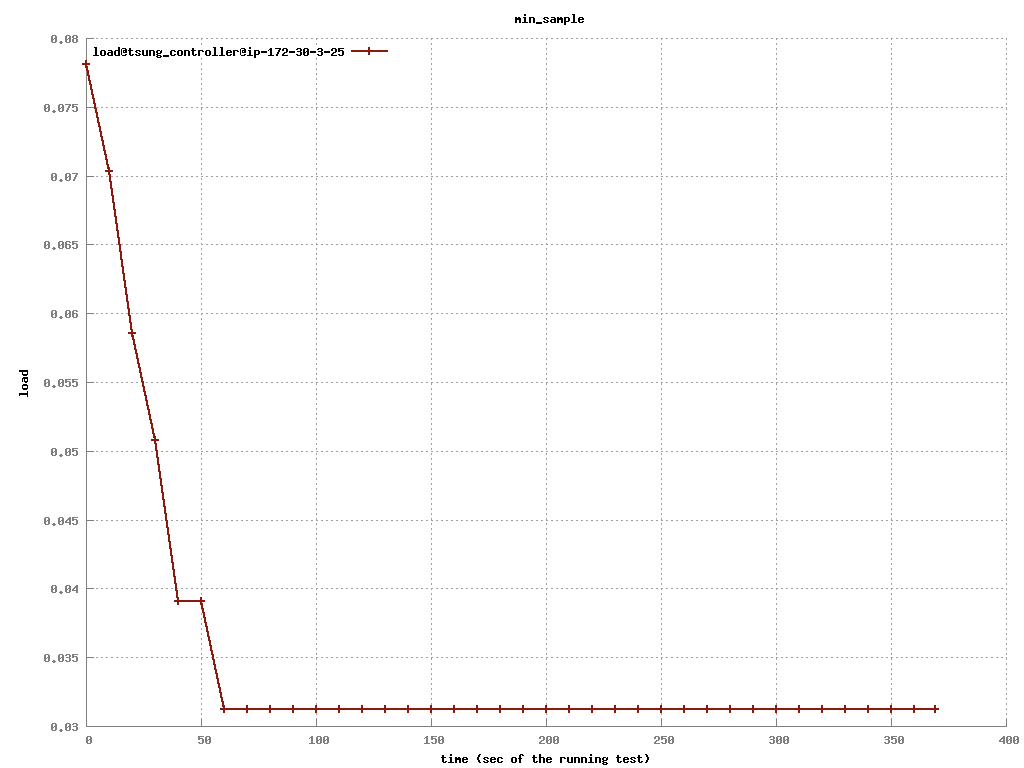 min_sample
load@tsung_controller@ip-172-30-3-25
0.08
0.075
0.07
0.065
0.06
0.055
0.05
0.045
0.04
0.035
0.03
load
0 50 100 150 200 250 300 350 400
time (sec of the running test)